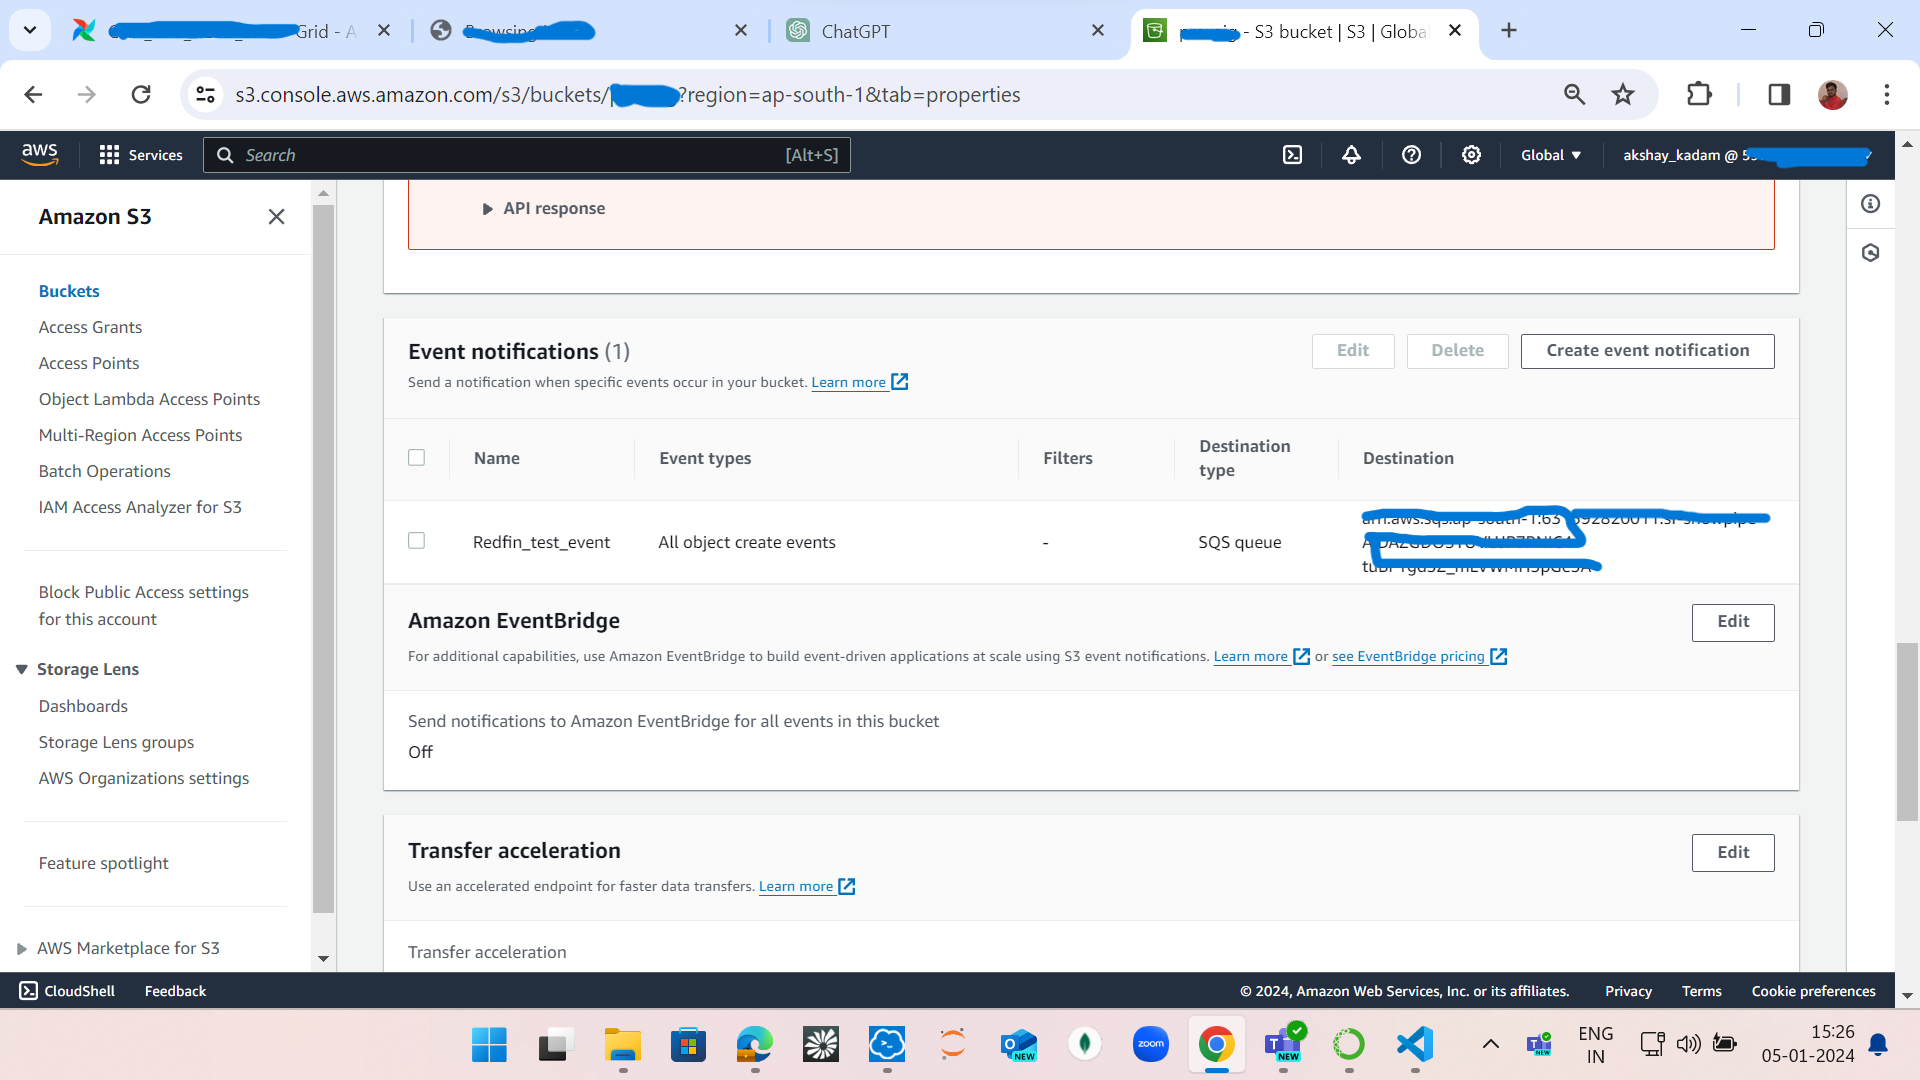 Grid - A
ChatGPT
- S3 bucket | S3 | Globa
s3.console.aws.amazon.com/s3/buckets/
?region=ap-south-1&tab=properties
aws
Services
Search
[Alt+S]
Global
akshay_kadam @
Amazon S3
Buckets
Access Grants
Access Points
Object Lambda Access Points
Multi-Region Access Points
Batch Operations
IAM Access Analyzer for S3
Block Public Access settings
for this account
Storage Lens
Dashboards
Storage Lens groups
AWS Organizations settings
Feature spotlight
AWS Marketplace for S3
API response
Event notifications (1)
Send a notification when specific events occur in your bucket. Learn more
Edit
Delete
Create event notification
Name
Event types
Filters
Destination
type
Destination
Redfin_test_event
All object create events
-
SQS queue
Amazon EventBridge
Edit
For additional capabilities, use Amazon EventBridge to build event-driven applications at scale using S3 event notifications. Learn more or see EventBridge pricing
Send notifications to Amazon EventBridge for all events in this bucket
Off
Transfer acceleration
Edit
Use an accelerated endpoint for faster data transfers. Learn more
Transfer acceleration
CloudShell
Feedback
© 2024, Amazon Web Services, Inc. or its affiliates.
Privacy
Terms
Cookie preferences
NEW
zoom
NEW
NEW
ENG
IN
15:26
05-01-2024